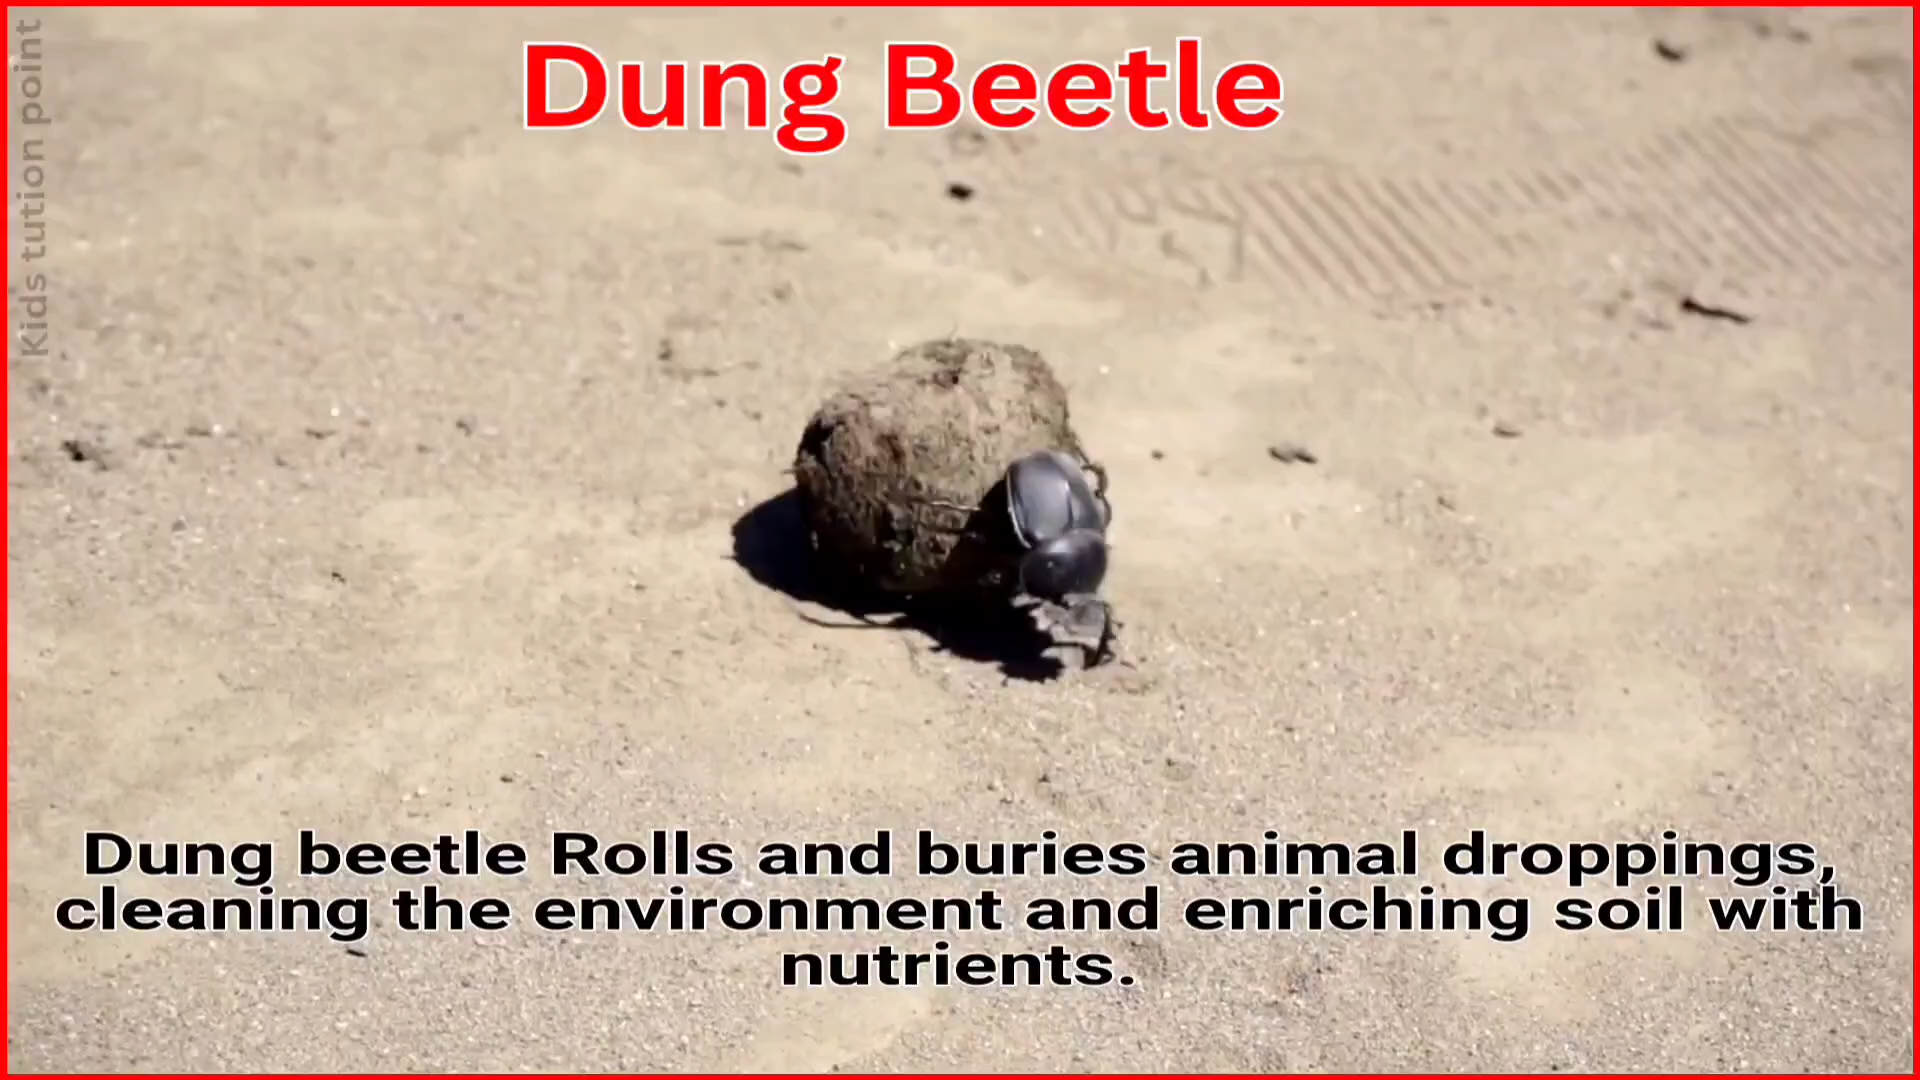 Dung Beetle
Kids tution point
Dung beetle Rolls and buries animal droppings,
cleaning the environment and enriching soil with
nutrients.